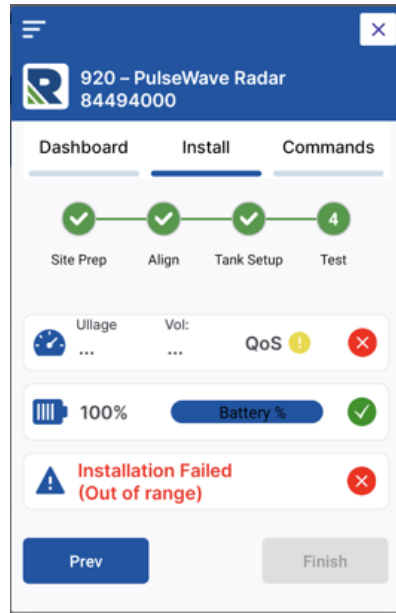 920 – PulseWave Radar
84494000
Dashboard Install Commands
4
Site Prep Align Tank Setup Test
Ullage Vol:
... ... QoS !
100% Battery %
Installation Failed
(Out of range)
Prev Finish